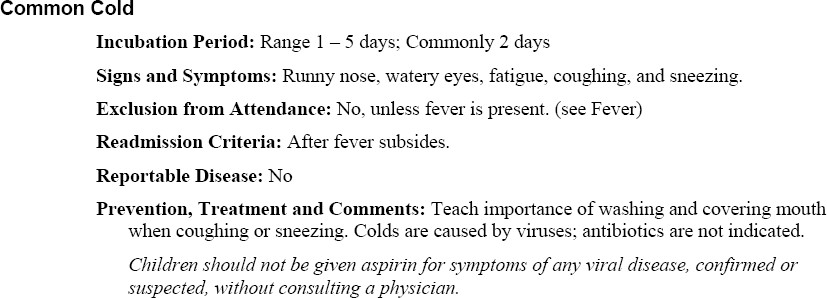 Common Cold
Incubation Period: Range 1 – 5 days; Commonly 2 days
Signs and Symptoms: Runny nose, watery eyes, fatigue, coughing, and sneezing.
Exclusion from Attendance: No, unless fever is present. (see Fever)
Readmission Criteria: After fever subsides.
Reportable Disease: No
Prevention, Treatment and Comments: Teach importance of washing and covering mouth
when coughing or sneezing. Colds are caused by viruses; antibiotics are not indicated.
Children should not be given aspirin for symptoms of any viral disease, confirmed or
suspected, without consulting a physician.